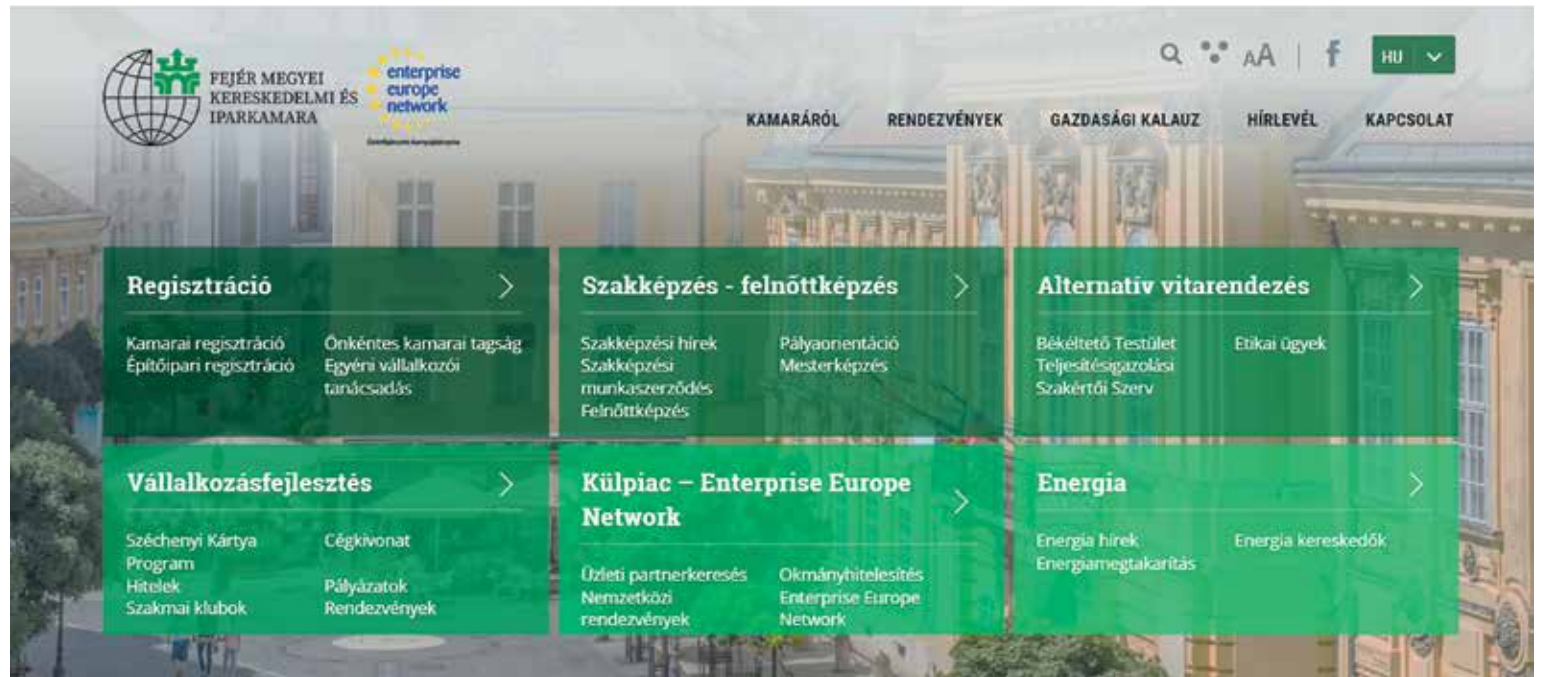 FEJÉR MEGYEI
KERESKEDELMI ÉS
IPARKAMARA
enterprise
europe
network
AA
f
HU
KAMARÁRÓL
RENDEZVÉNYEK
GAZDASÁGI KALAUZ
HÍRLEVÉL
KAPCSOLAT
Regisztráció
Kamarai regisztráció
Építőipari regisztráció
Önkéntes kamarai tagság
Egyéni vállalkozói
tanácsadás
Szakképzés - felnőttképzés
Szakképzési hírek
Szakképzési
munkaszerződés
Felnőttképzés
Pályaorientáció
Mesterképzés
Alternatív vitarendezés
Békéltető Testület
Teljesítésigazolási
Szakértői Szerv
Etikai ügyek
Vállalkozásfejlesztés
Széchenyi Kártya
Program
Hitelek
Szakmai klubok
Cégkivonat
Pályázatok
Rendezvények
Külpiac – Enterprise Europe
Network
Üzleti partnerkeresés
Nemzetközi
rendezvények
Okmányhitelesítés
Enterprise Europe
Network
Energia
Energia hírek
Energiamegtakarítás
Energia kereskedők